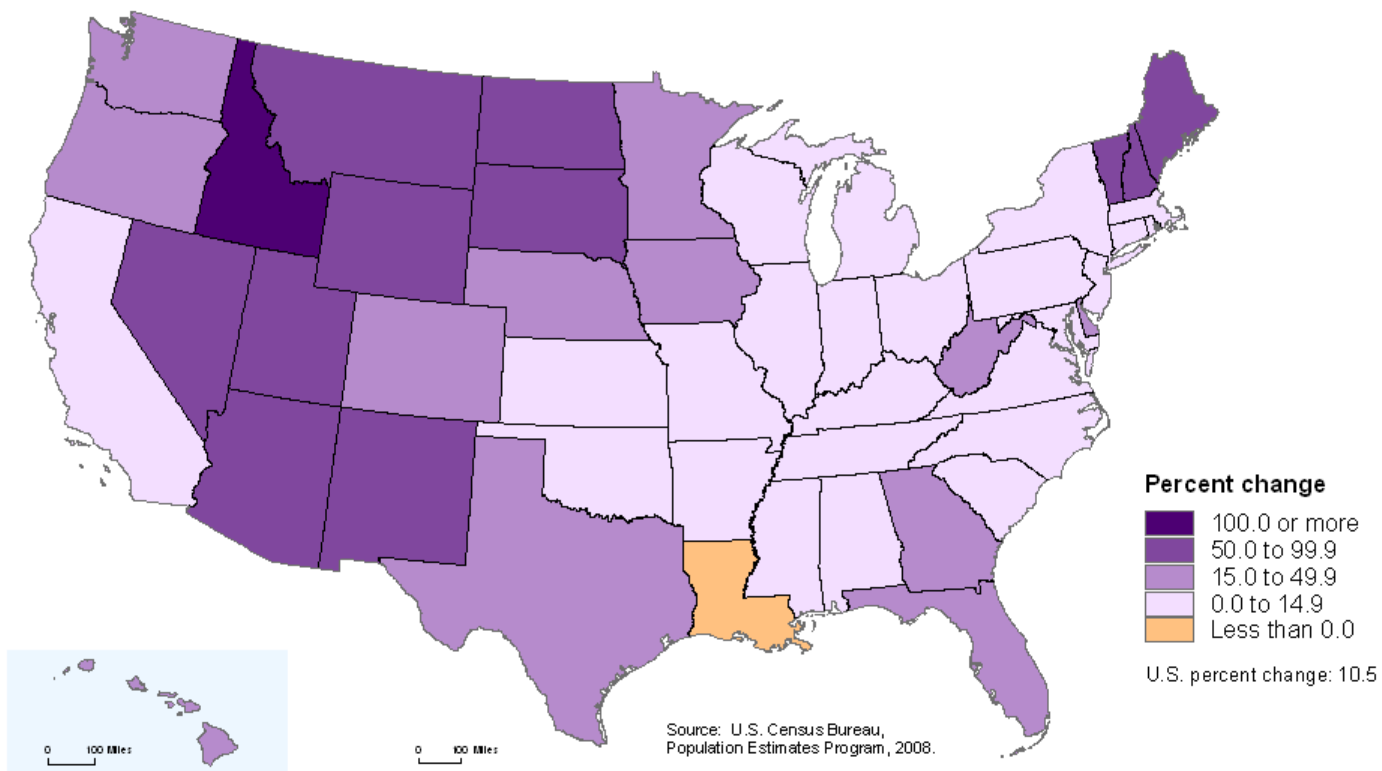 Percent change
100.0 or more
50.0 to 99.9
15.0 to 49.9
0.0 to 14.9
Less than 0.0
U.S. percent change: 10.5
Source: U.S. Census Bureau,
Population Estimates Program, 2008.
0 100 Miles
0 100 Miles